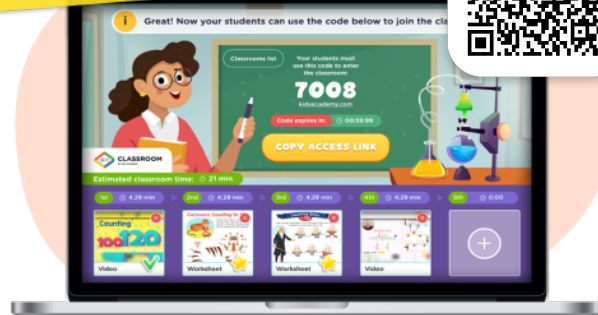 i Great! Now your students can use the code below to join the cla
Classrooms list
Your students must
use this code to enter
the classroom
7008
kidsacademy.com
Code expires in: 00:59:99
COPY ACCESS LINK
CLASSROOM
Estimated classroom time: 21 min
1st 4:29 min 2nd 4:29 min 3rd 4:29 min 4th 4:29 min 5th 0:00
Counting
100 120
Carnivore Counting
Video Worksheet Worksheet Video